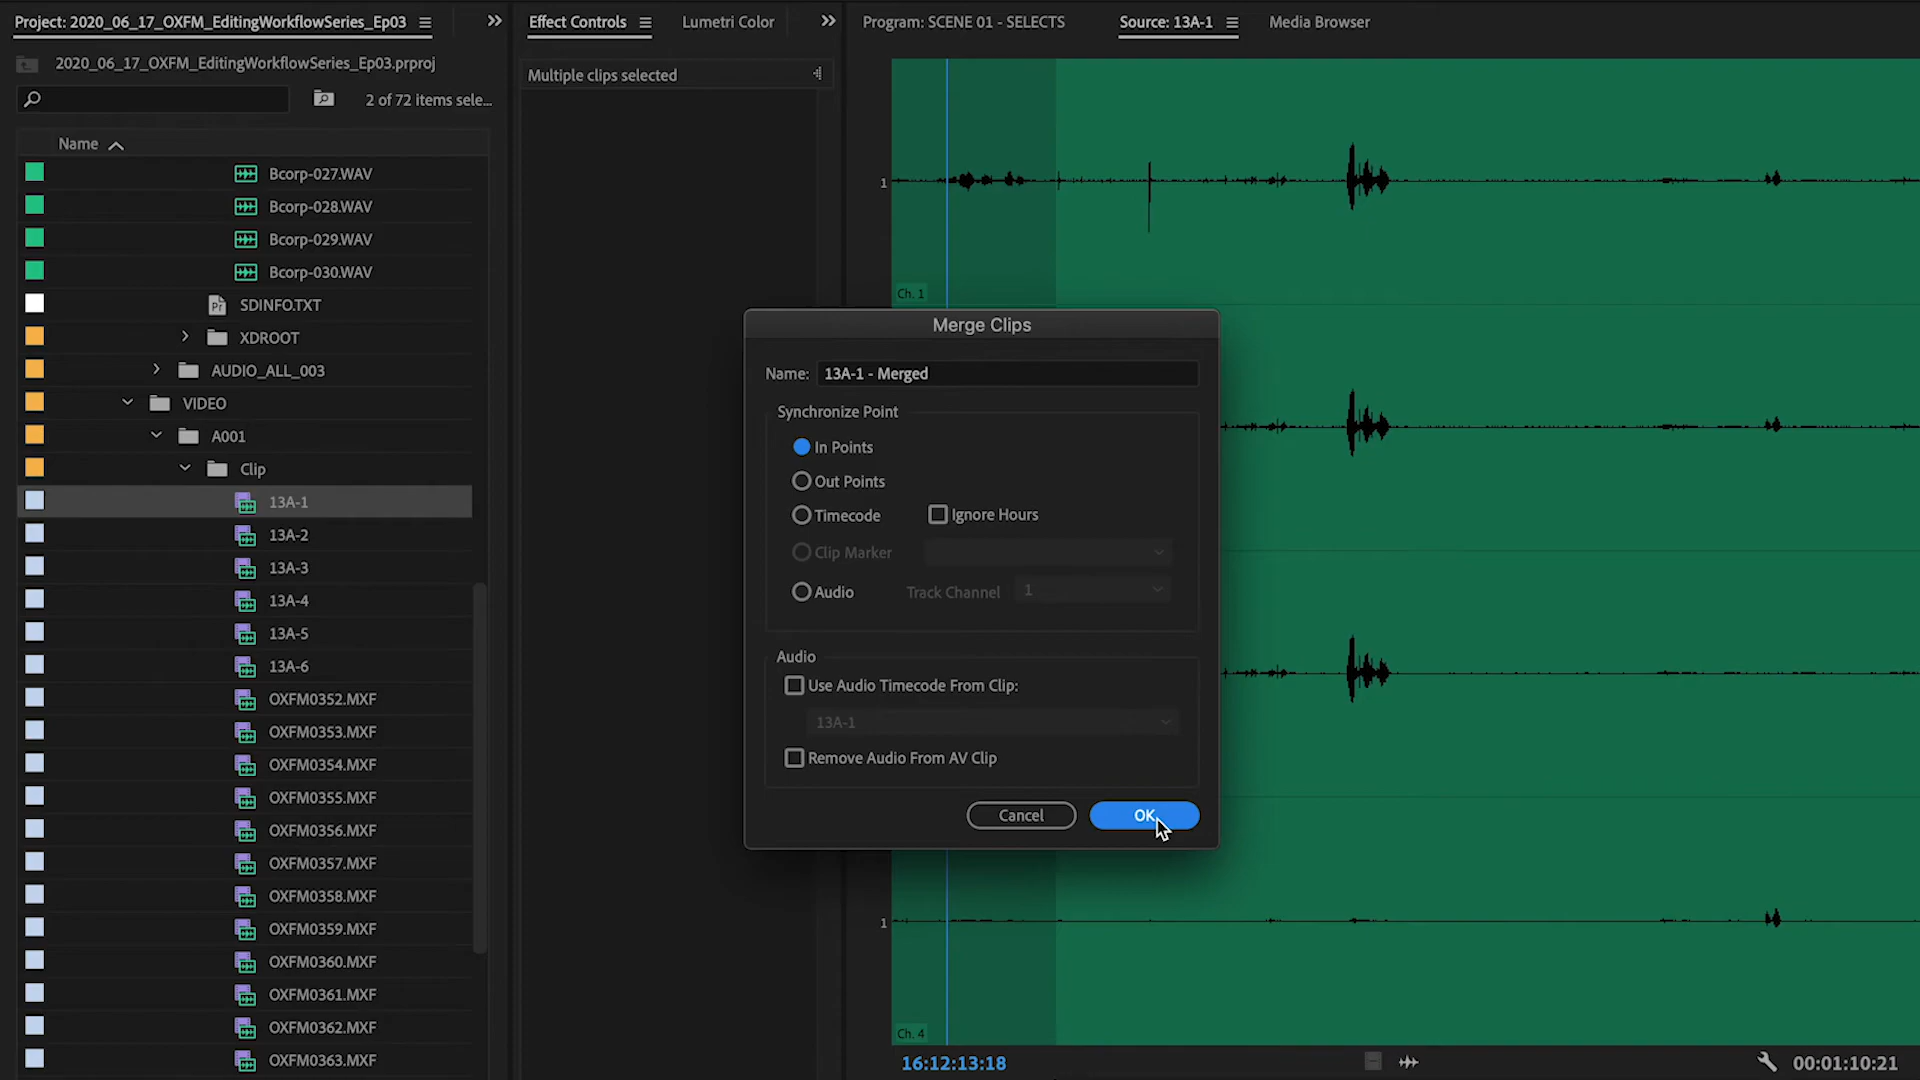 Project: 2020_06_17_OXFM_EditingWorkflowSeries_Ep03
2020_06_17_OXFM_EditingWorkflowSeries_Ep03.prproj
2 of 72 items sele...
Name
Bcorp-027.WAV
Bcorp-028.WAV
Bcorp-029.WAV
Bcorp-030.WAV
Pr SDINFO.TXT
XDROOT
AUDIO_ALL_003
VIDEO
A001
Clip
13A-1
13A-2
13A-3
13A-4
13A-5
13A-6
OXFM0352.MXF
OXFM0353.MXF
OXFM0354.MXF
OXFM0355.MXF
OXFM0356.MXF
OXFM0357.MXF
OXFM0358.MXF
OXFM0359.MXF
OXFM0360.MXF
OXFM0361.MXF
OXFM0362.MXF
OXFM0363.MXF
Effect Controls
Lumetri Color
Multiple clips selected
Program: SCENE 01 - SELECTS
Source: 13A-1
Media Browser
1
Ch. 1
Merge Clips
Name: 13A-1 - Merged
Synchronize Point
In Points
Out Points
Timecode
Ignore Hours
Clip Marker
Audio
Track Channel
1
Audio
Use Audio Timecode From Clip:
13A-1
Remove Audio From AV Clip
Cancel
OK
1
Ch. 4
16:12:13:18
00:01:10:21